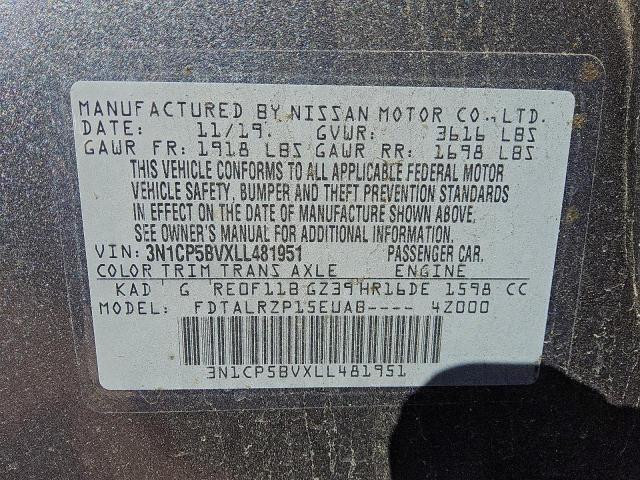 MANUFACTURED BY NISSAN MOTOR CO., LTD.
DATE: 11/19. GVWR: 3616 LBS
GAWR FR: 1918 LBS GAWR RR: 1698 LBS
THIS VEHICLE CONFORMS TO ALL APPLICABLE FEDERAL MOTOR
VEHICLE SAFETY, BUMPER AND THEFT PREVENTION STANDARDS
IN EFFECT ON THE DATE OF MANUFACTURE SHOWN ABOVE.
SEE OWNER'S MANUAL FOR ADDITIONAL INFORMATION.
VIN: 3N1CP5BVXLL481951 PASSENGER CAR.
COLOR TRIM TRANS AXLE ENGINE
KAD G RE0F11B GZ39 HR16DE 1598 CC
MODEL: FDTALRZP15EUAB---- 4Z000
3N1CP5BVXLL481951